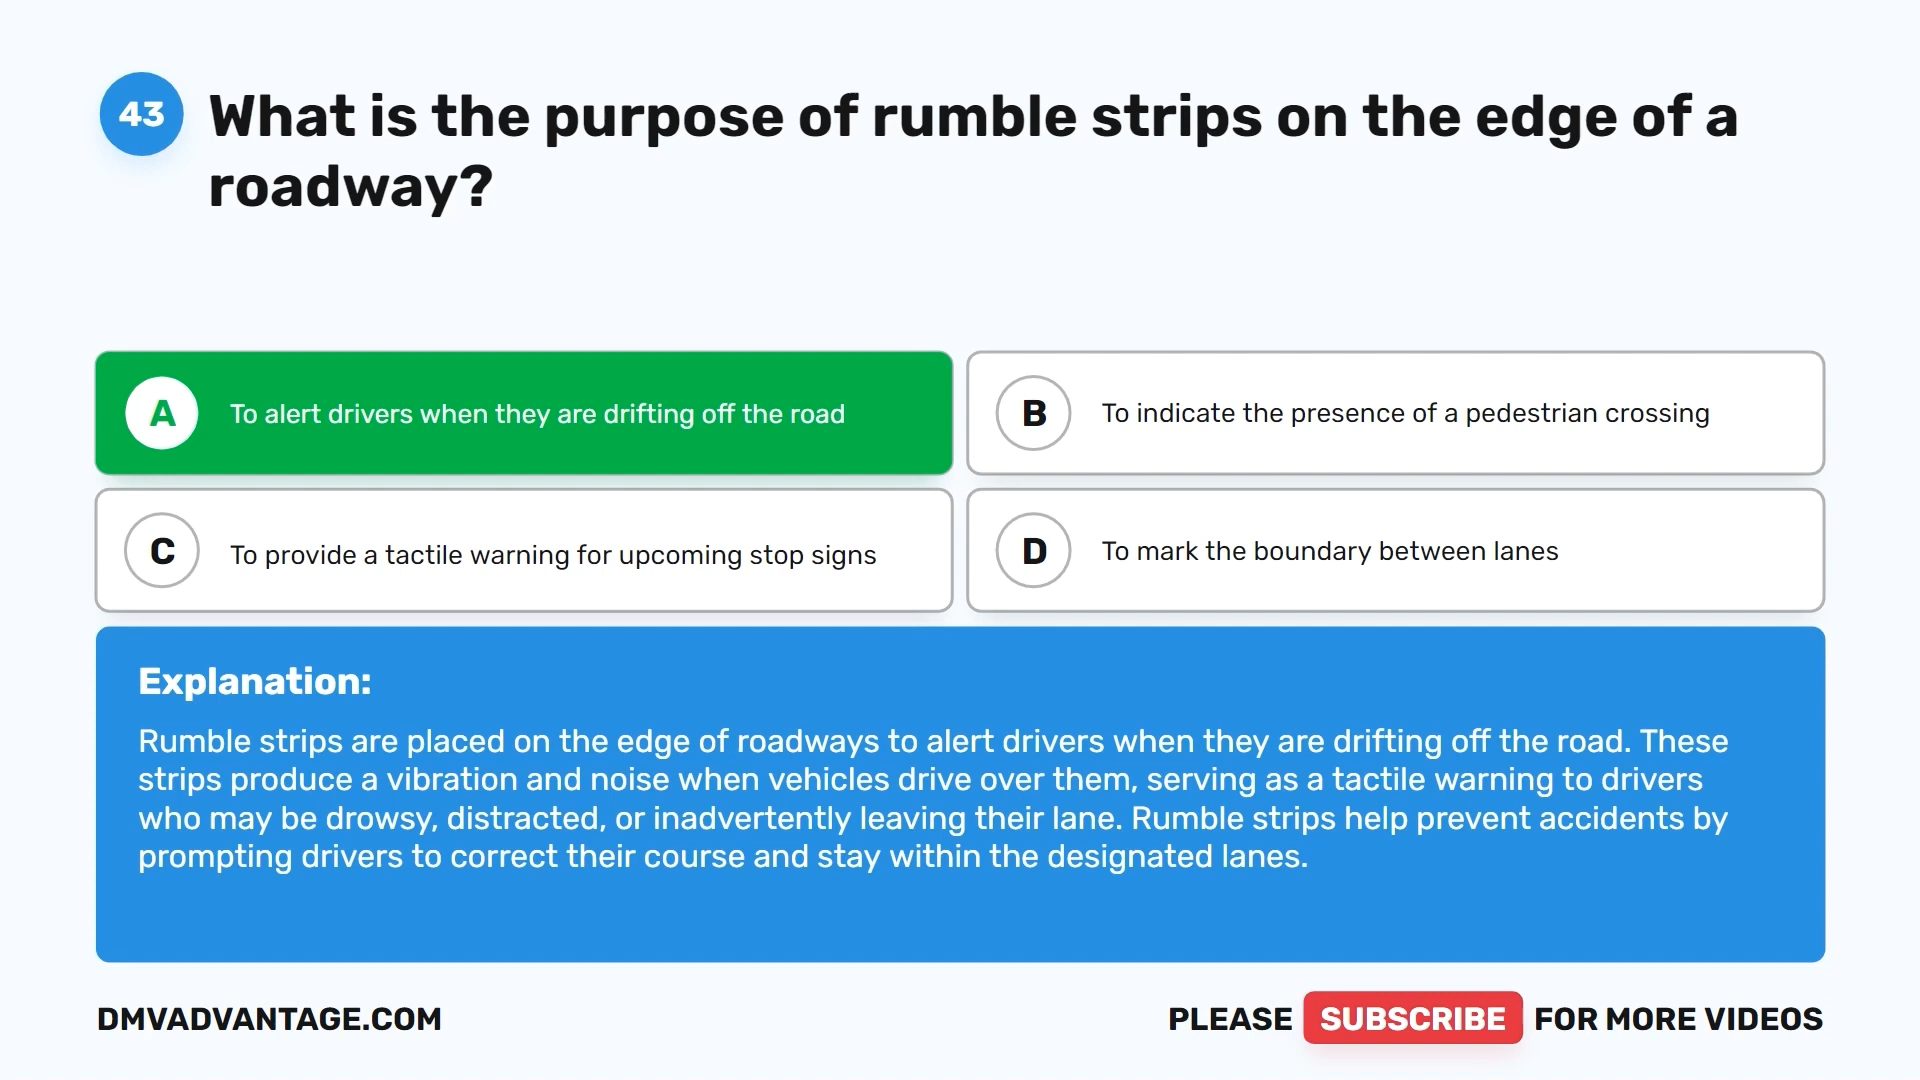 43
What is the purpose of rumble strips on the edge of a
roadway?
A To alert drivers when they are drifting off the road
B To indicate the presence of a pedestrian crossing
C To provide a tactile warning for upcoming stop signs
D To mark the boundary between lanes
Explanation:
Rumble strips are placed on the edge of roadways to alert drivers when they are drifting off the road. These
strips produce a vibration and noise when vehicles drive over them, serving as a tactile warning to drivers
who may be drowsy, distracted, or inadvertently leaving their lane. Rumble strips help prevent accidents by
prompting drivers to correct their course and stay within the designated lanes.
DMVADVANTAGE.COM
PLEASE SUBSCRIBE FOR MORE VIDEOS